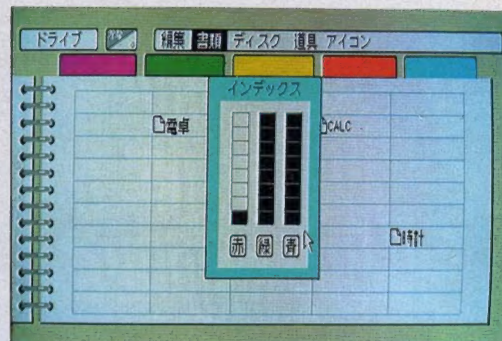 ドライブ 編集 書類 ディスク 道具 アイコン
インデックス
電卓 CALC
時計
赤 緑 青